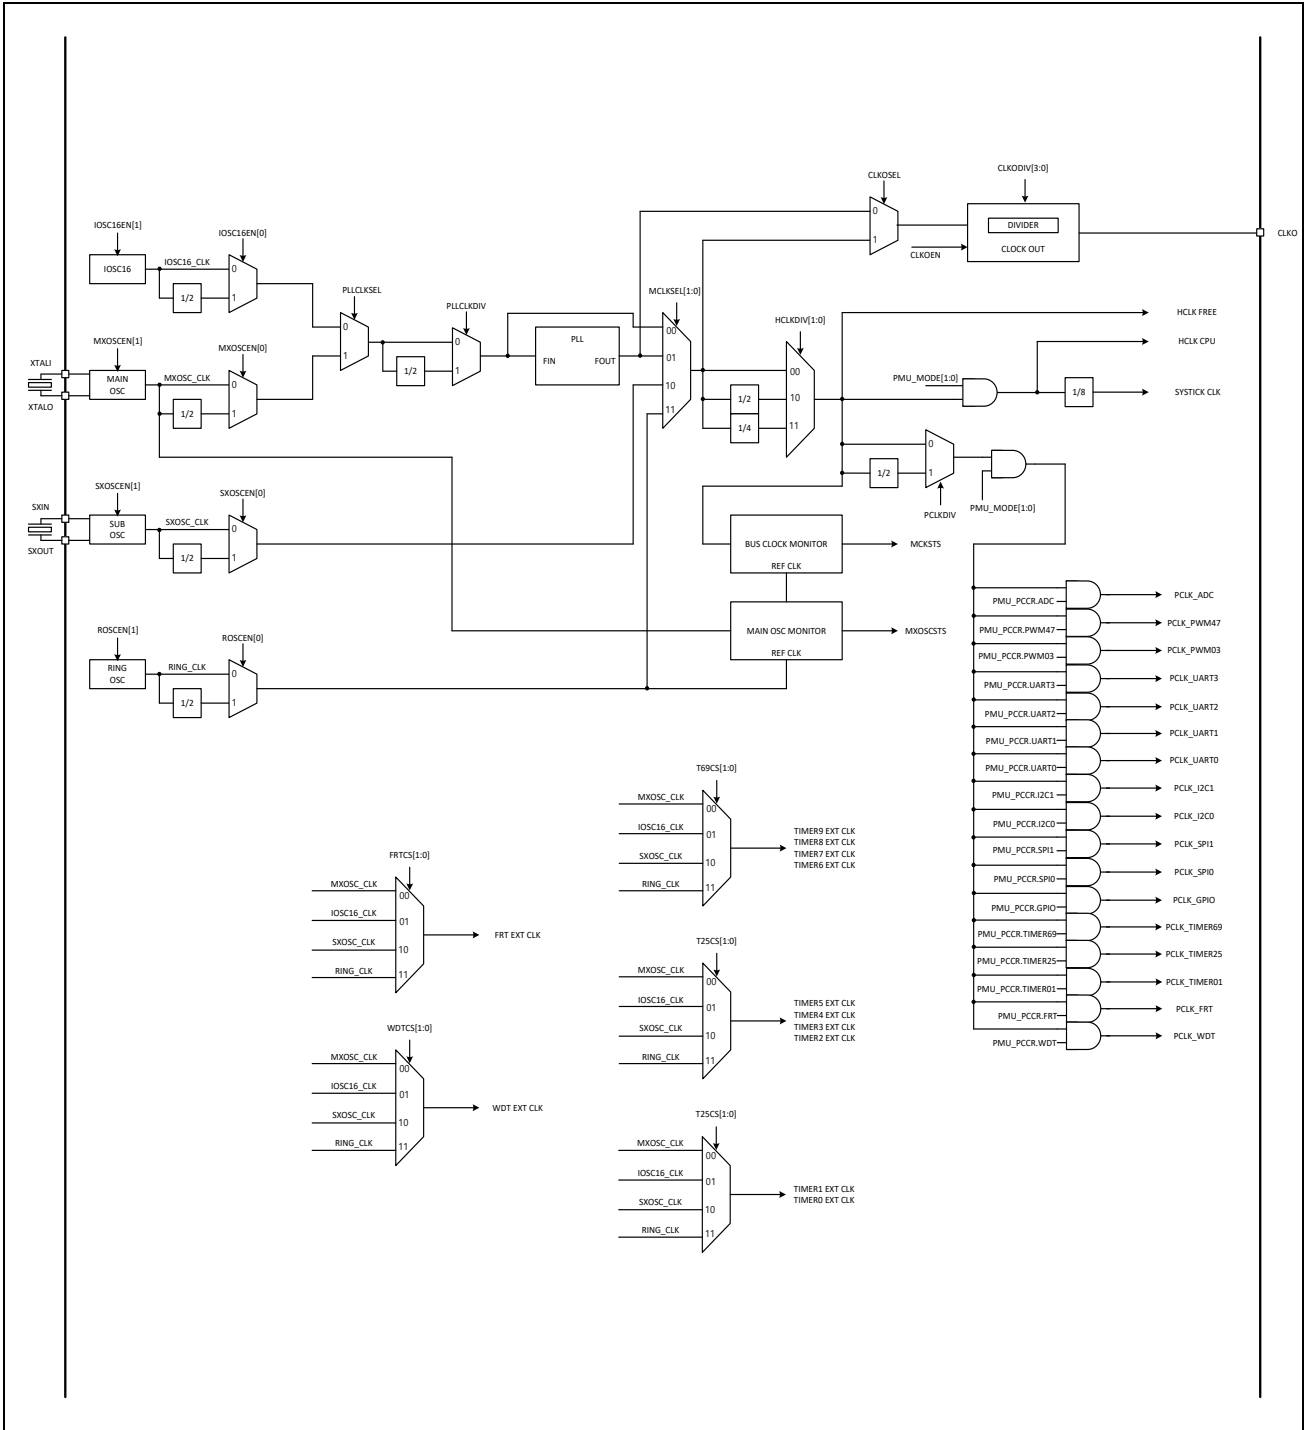 CLKODIV[3:0]
CLKOSEL
0
1
DIVIDER
CLOCK OUT
CLKOEN
CLKO
IOSC16EN[1]
IOSC16EN[0]
IOSC16
IOSC16_CLK
0
1/2
1
PLLCLKSEL
0
1
PLLCLKDIV
0
1/2
1
PLL
FIN
FOUT
MCLKSEL[1:0]
00
01
10
11
HCLKDIV[1:0]
00
1/2
10
1/4
11
HCLK FREE
HCLK CPU
PMU_MODE[1:0]
1/8
SYSTICK CLK
XTALI
XTALO
MXOSCEN[1]
MXOSCEN[0]
MAIN
OSC
MXOSC_CLK
0
1/2
1
0
1/2
1
PCLKDIV
PMU_MODE[1:0]
SXIN
SXOUT
SXOSCEN[1]
SXOSCEN[0]
SUB
OSC
SXOSC_CLK
0
1/2
1
BUS CLOCK MONITOR
REF CLK
MCKSTS
MAIN OSC MONITOR
REF CLK
MXOSCSTS
ROSCEN[1]
ROSCEN[0]
RING
OSC
RING_CLK
0
1/2
1
PMU_PCCR.ADC
PCLK_ADC
PMU_PCCR.PWM47
PCLK_PWM47
PMU_PCCR.PWM03
PCLK_PWM03
PMU_PCCR.UART3
PCLK_UART3
PMU_PCCR.UART2
PCLK_UART2
PMU_PCCR.UART1
PCLK_UART1
PMU_PCCR.UART0
PCLK_UART0
PMU_PCCR.I2C1
PCLK_I2C1
PMU_PCCR.I2C0
PCLK_I2C0
PMU_PCCR.SPI1
PCLK_SPI1
PMU_PCCR.SPI0
PCLK_SPI0
PMU_PCCR.GPIO
PCLK_GPIO
PMU_PCCR.TIMER69
PCLK_TIMER69
PMU_PCCR.TIMER25
PCLK_TIMER25
PMU_PCCR.TIMER01
PCLK_TIMER01
PMU_PCCR.FRT
PCLK_FRT
PMU_PCCR.WDT
PCLK_WDT
T69CS[1:0]
MXOSC_CLK
00
IOSC16_CLK
01
SXOSC_CLK
10
RING_CLK
11
TIMER9 EXT CLK
TIMER8 EXT CLK
TIMER7 EXT CLK
TIMER6 EXT CLK
FRTCS[1:0]
MXOSC_CLK
00
IOSC16_CLK
01
SXOSC_CLK
10
RING_CLK
11
FRT EXT CLK
T25CS[1:0]
MXOSC_CLK
00
IOSC16_CLK
01
SXOSC_CLK
10
RING_CLK
11
TIMER5 EXT CLK
TIMER4 EXT CLK
TIMER3 EXT CLK
TIMER2 EXT CLK
WDTCS[1:0]
MXOSC_CLK
00
IOSC16_CLK
01
SXOSC_CLK
10
RING_CLK
11
WDT EXT CLK
T25CS[1:0]
MXOSC_CLK
00
IOSC16_CLK
01
SXOSC_CLK
10
RING_CLK
11
TIMER1 EXT CLK
TIMER0 EXT CLK